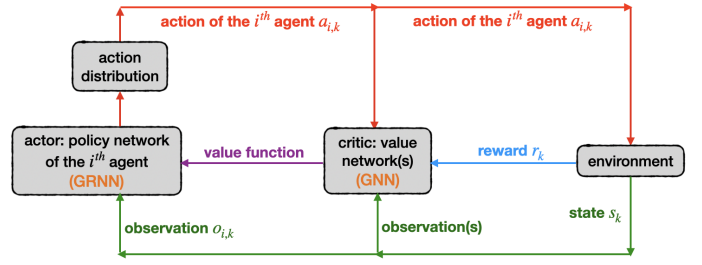 action of the i^th agent a_i,k
action of the i^th agent a_i,k
action
distribution
actor: policy network
of the i^th agent
(GRNN)
value function
critic: value
network(s)
(GNN)
reward r_k
environment
observation o_i,k
observation(s)
state s_k